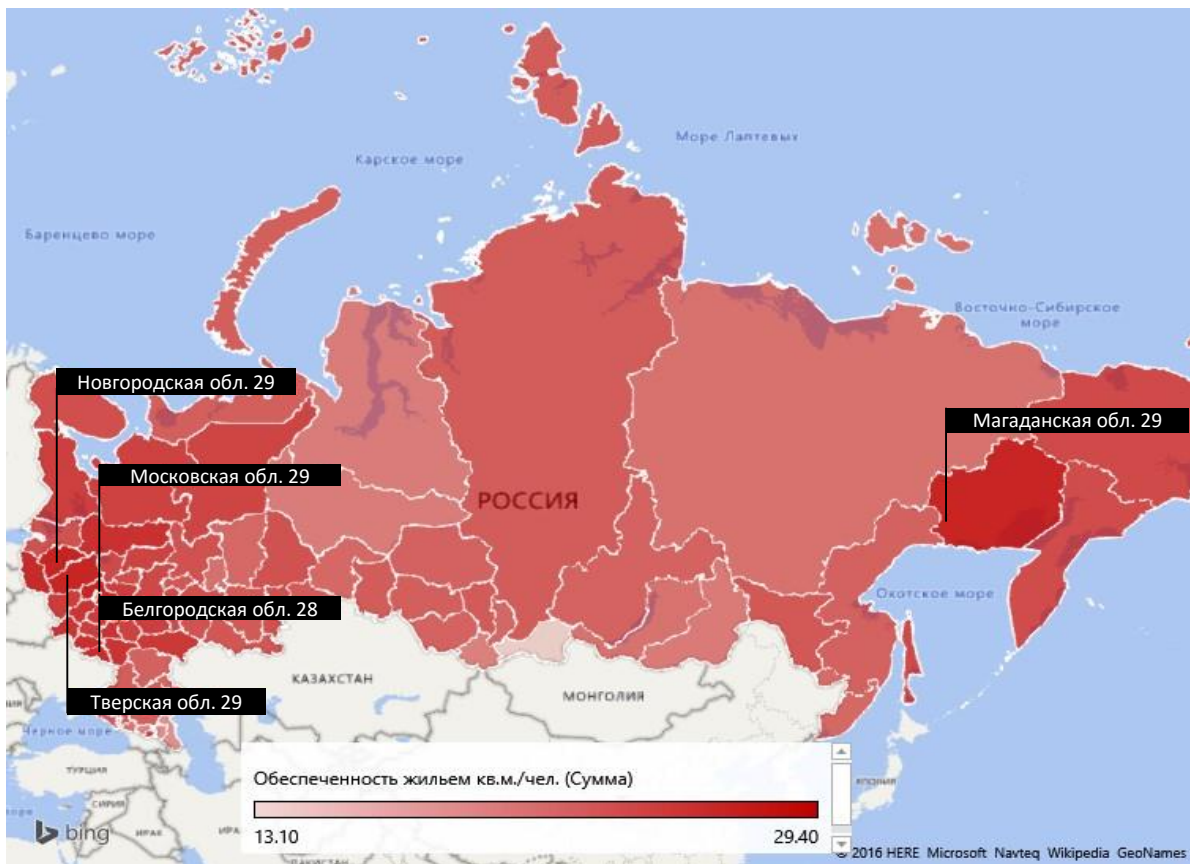 Море Лаптевых
Карское море
Баренцево море
Восточно-Сибирское
море
Новгородская обл. 29
Магаданская обл. 29
Московская обл. 29
РОССИЯ
Охотское море
Белгородская обл. 28
КАЗАХСТАН
МОНГОЛИЯ
Тверская обл. 29
Черное море
ТУРЦИЯ
СИРИЯ
ИРАК
ЯПОНИЯ
Обеспеченность жильем кв.м./чел. (Сумма)
13.10
29.40
bing
© 2016 HERE Microsoft Navteq Wikipedia GeoNames